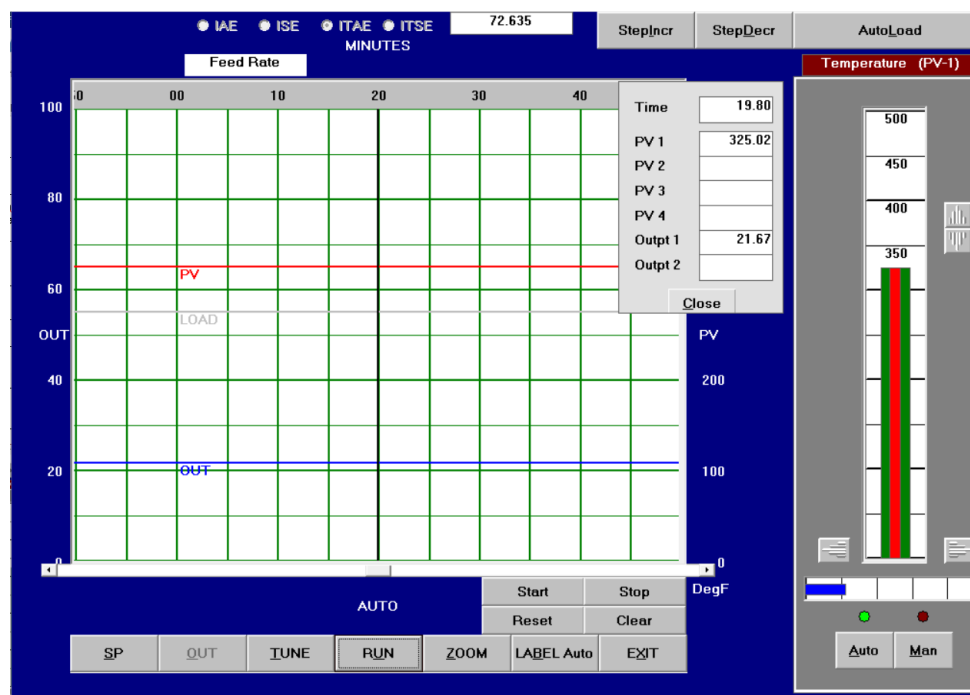 IAE ISE ITAE ITSE 72.635 StepIncr StepDecr AutoLoad
MINUTES
Feed Rate Temperature (PV-1)
00 10 20 30 40
100
80
60
OUT
40
20
0
PV
LOAD
OUT
Time 19.80
PV 1 325.02
PV 2
PV 3
PV 4
Outpt 1 21.67
Outpt 2
Close
PV
200
100
0
DegF
500
450
400
350
AUTO
Start Stop
Reset Clear
SP OUT TUNE RUN ZOOM LABEL Auto EXIT
Auto Man